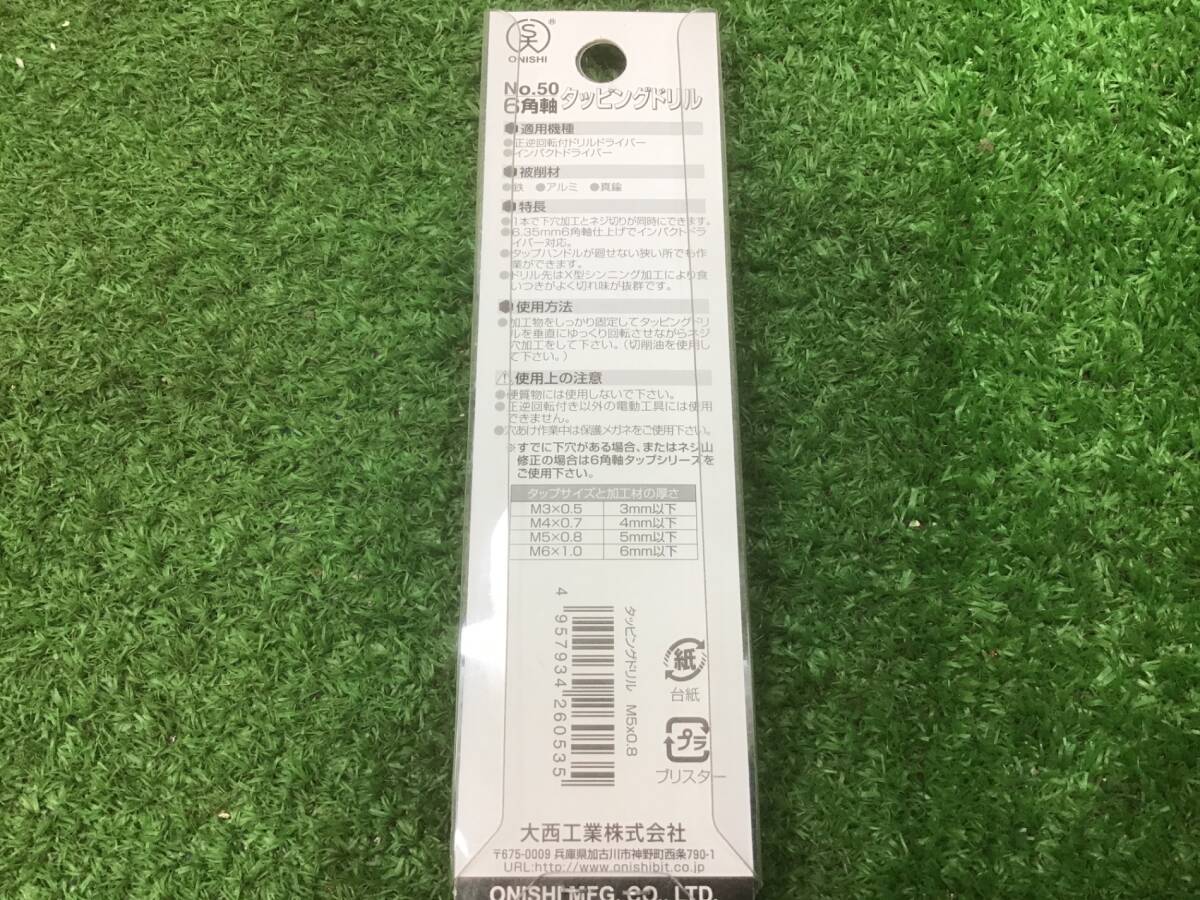 ONISHI
No.50
6角軸タッピングドリル
適用機種
●正逆回転付ドリルドライバー
●インパクトドライバー
被削材
●鉄 ●アルミ ●真鍮
特長
●1本で下穴加工とネジ切りが同時にできます。
●6.35mm6角軸仕上げでインパクトドラ
イバー対応。
●タップハンドルが廻せない狭い所でも作
業ができます。
●ドリル先はX型シンニング加工により食
いつきがよく切れ味が抜群です。
使用方法
●加工物をしっかり固定してタッピングドリ
ルを垂直にゆっくり回転させながらネジ
穴加工をして下さい。(切削油を使用し
て下さい。)
使用上の注意
●硬質物には使用しないで下さい。
●正逆回転付き以外の電動工具には使用
できません。
●穴あけ作業中は保護メガネをご使用下さい。
※すでに下穴がある場合、またはネジ山
修正の場合は6角軸タップシリーズを
ご使用下さい。
タップサイズと加工材の厚さ
M3×0.5 3mm以下
M4×0.7 4mm以下
M5×0.8 5mm以下
M6×1.0 6mm以下
タッピングドリル M5x0.8
4 957934 260535
紙
台紙
プラ
ブリスター
大西工業株式会社
〒675-0009 兵庫県加古川市神野町西条790-1
URL:http://www.onishibit.co.jp
ONISHI MFG. CO., LTD.